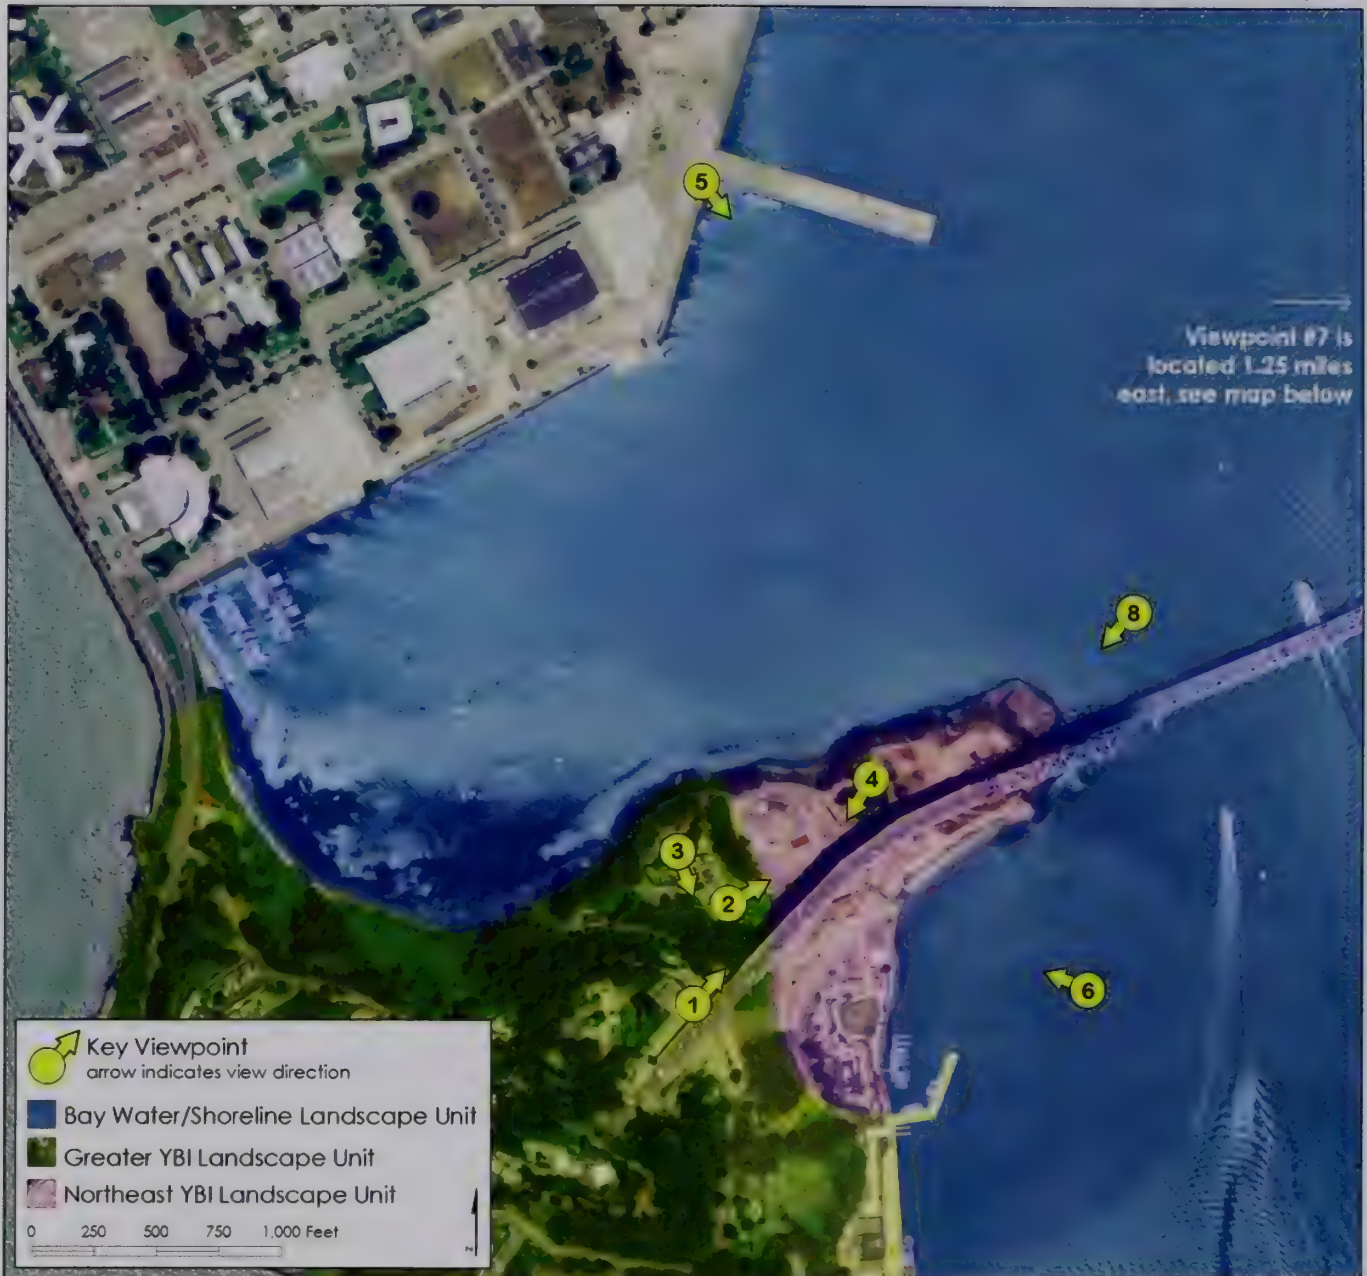 5
Viewpoint #7 is
located 1.25 miles
east, see map below
8
4
3
2
1
6
Key Viewpoint
arrow indicates view direction
Bay Water/Shoreline Landscape Unit
Greater YBI Landscape Unit
Northeast YBI Landscape Unit
0 250 500 750 1,000 Feet
N